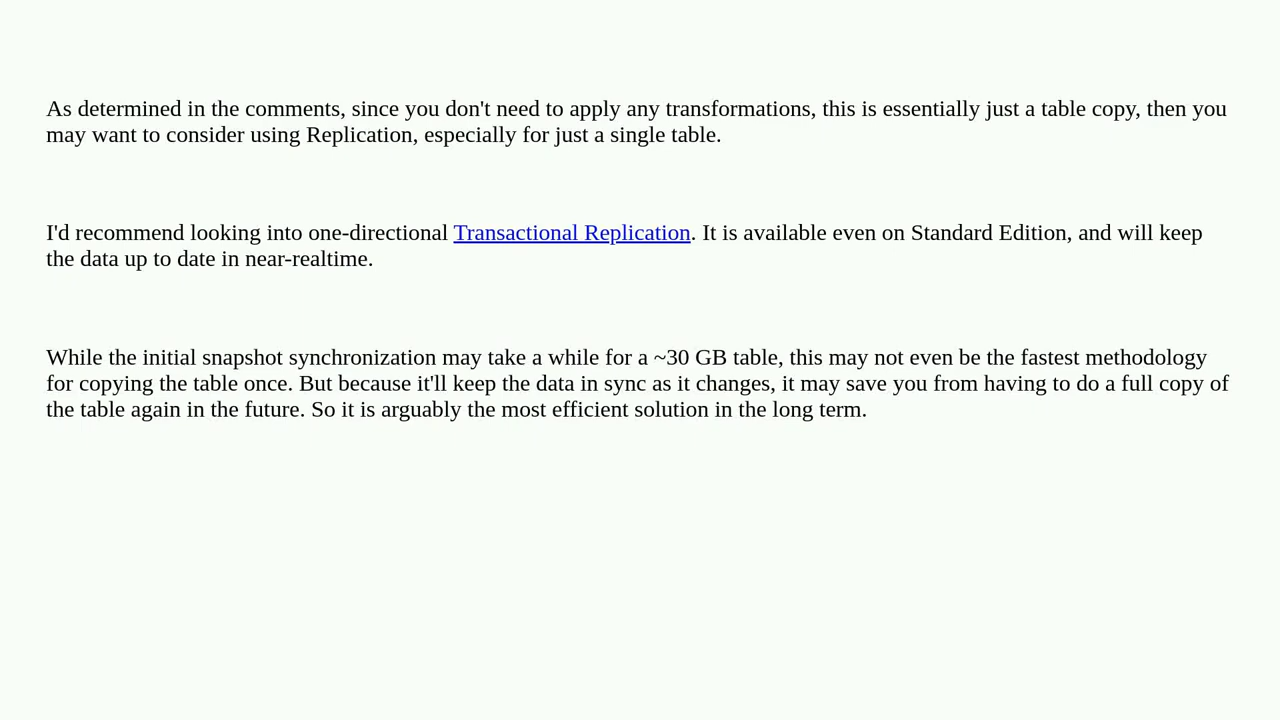 As determined in the comments, since you don't need to apply any transformations, this is essentially just a table copy, then you
may want to consider using Replication, especially for just a single table.
I'd recommend looking into one-directional Transactional Replication. It is available even on Standard Edition, and will keep
the data up to date in near-realtime.
While the initial snapshot synchronization may take a while for a ~30 GB table, this may not even be the fastest methodology
for copying the table once. But because it'll keep the data in sync as it changes, it may save you from having to do a full copy of
the table again in the future. So it is arguably the most efficient solution in the long term.